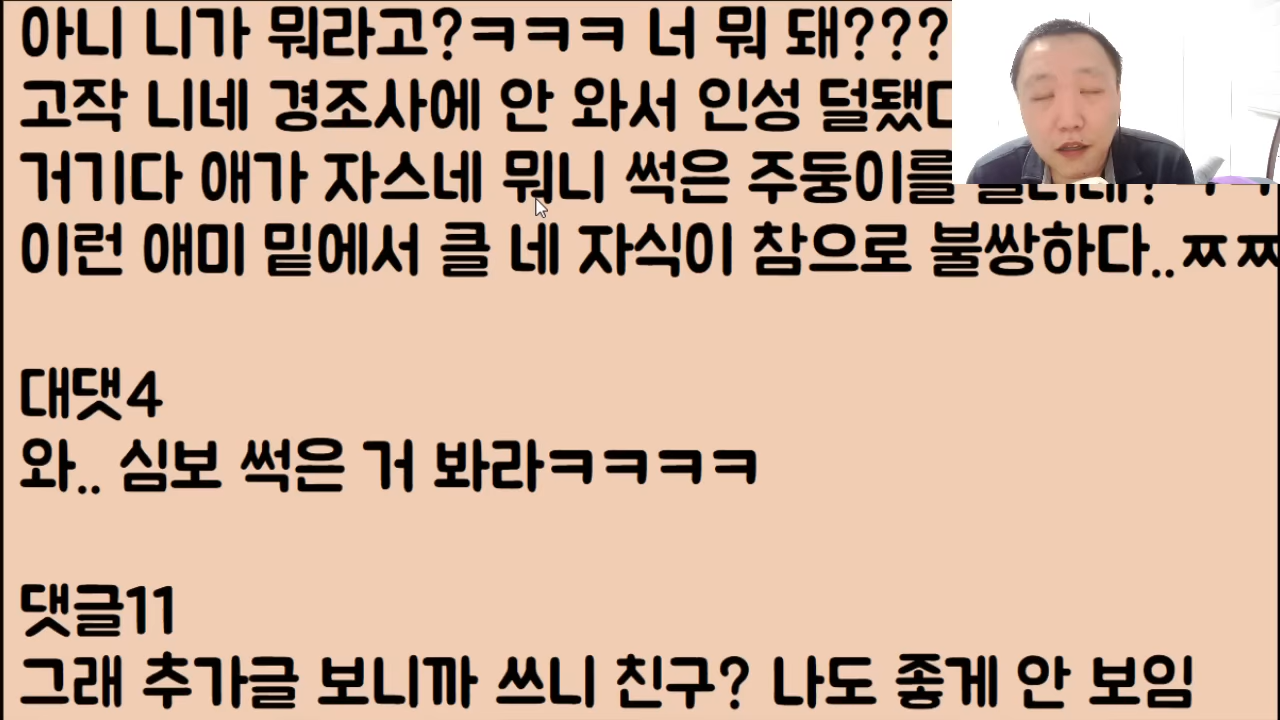 아니 니가 뭐라고?ㅋㅋㅋ 너 뭐 돼???
고작 니네 경조사에 안 와서 인성 덜됐다
거기다 애가 자스네 뭐니 썩은 주둥이를
이런 애미 밑에서 클 네 자식이 참으로 불쌍하다..ㅉㅉ
대댓4
와.. 심보 썩은 거 봐라ㅋㅋㅋㅋ
댓글11
그래 추가글 보니까 쓰니 친구? 나도 좋게 안 보임